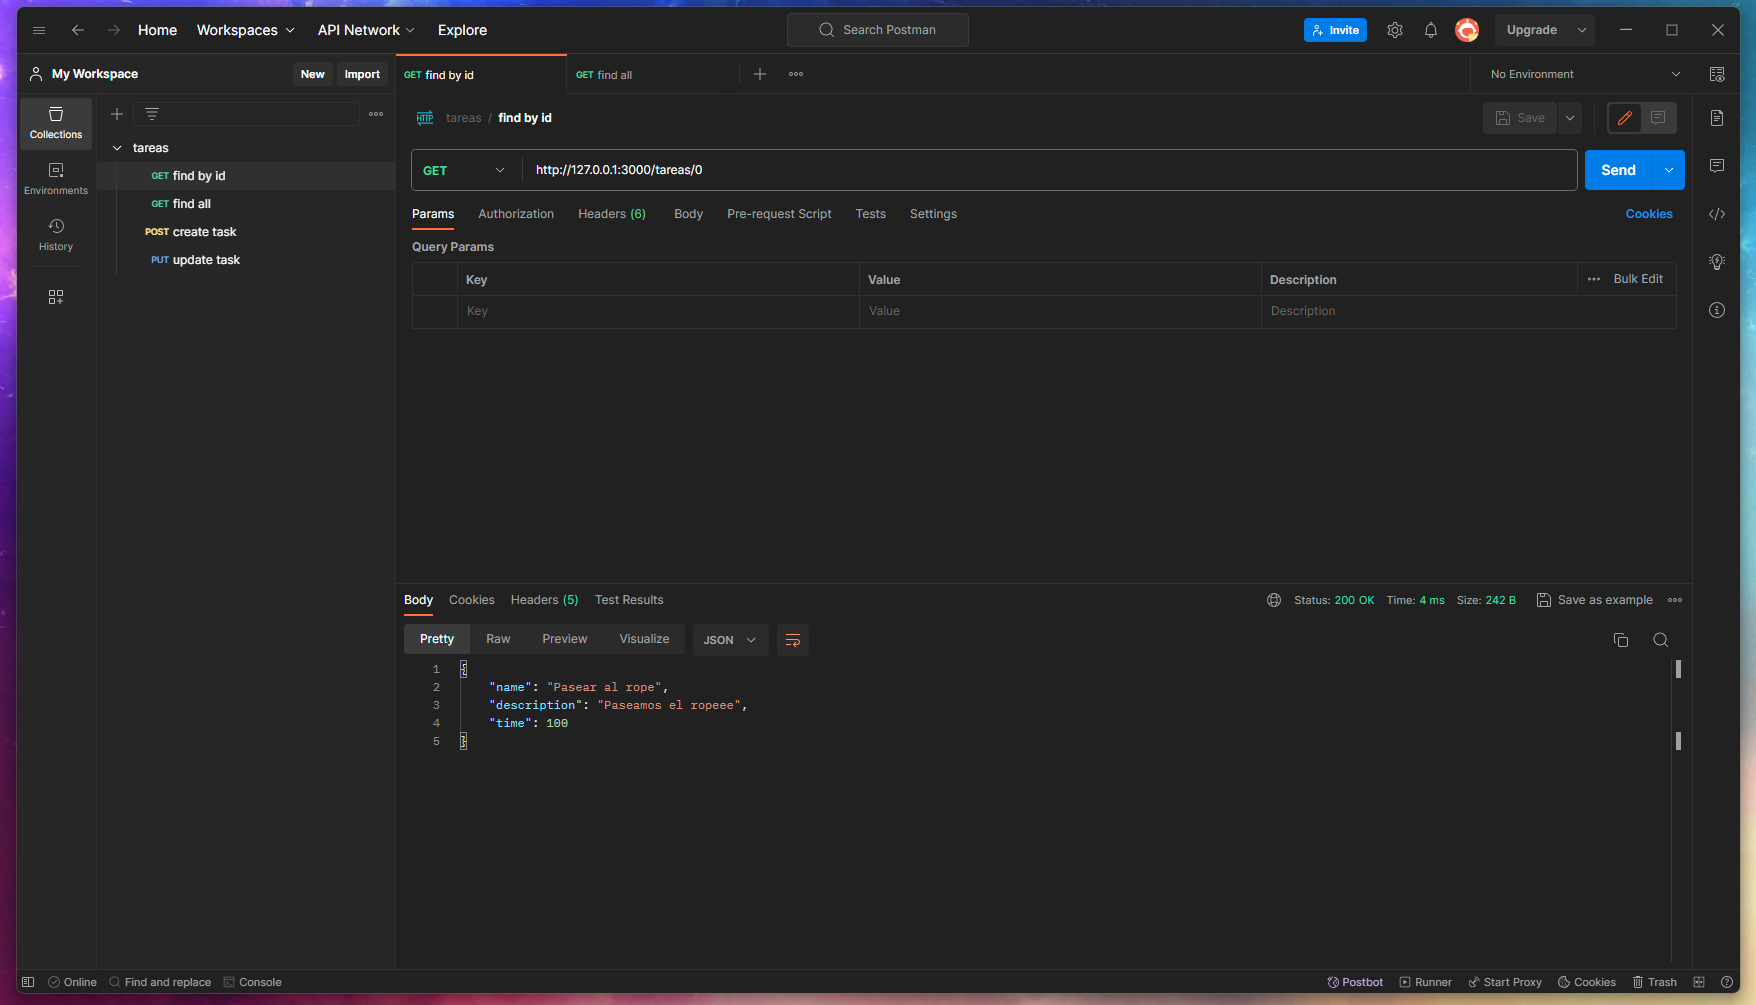 Home Workspaces API Network Explore Search Postman Invite Upgrade
My Workspace New Import GET find by id GET find all No Environment
Collections
Environments
History
tareas
GET find by id
GET find all
POST create task
PUT update task
HTTP tareas / find by id Save
GET http://127.0.0.1:3000/tareas/0 Send
Params Authorization Headers (6) Body Pre-request Script Tests Settings Cookies
Query Params
Key Value Description Bulk Edit
Key Value Description
Body Cookies Headers (5) Test Results Status: 200 OK Time: 4 ms Size: 242 B Save as example
Pretty Raw Preview Visualize JSON
1 {
2 "name": "Pasear al rope",
3 "description": "Paseamos el ropeee",
4 "time": 100
5 }
Online Find and replace Console Postbot Runner Start Proxy Cookies Trash